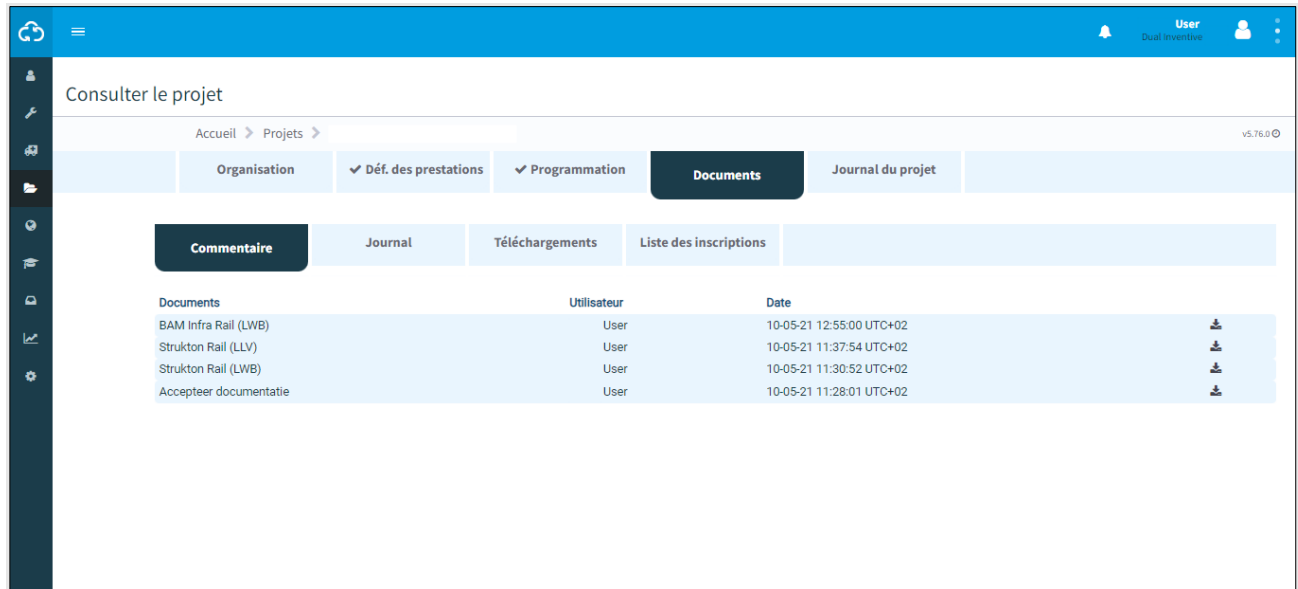 User
Dual Inventive
Consulter le projet
Accueil Projets
v5.76.0
Organisation Déf. des prestations Programmation Documents Journal du projet
Commentaire Journal Téléchargements Liste des inscriptions
Documents Utilisateur Date
BAM Infra Rail (LWB) User 10-05-21 12:55:00 UTC+02
Strukton Rail (LLV) User 10-05-21 11:37:54 UTC+02
Strukton Rail (LWB) User 10-05-21 11:30:52 UTC+02
Accepteer documentatie User 10-05-21 11:28:01 UTC+02